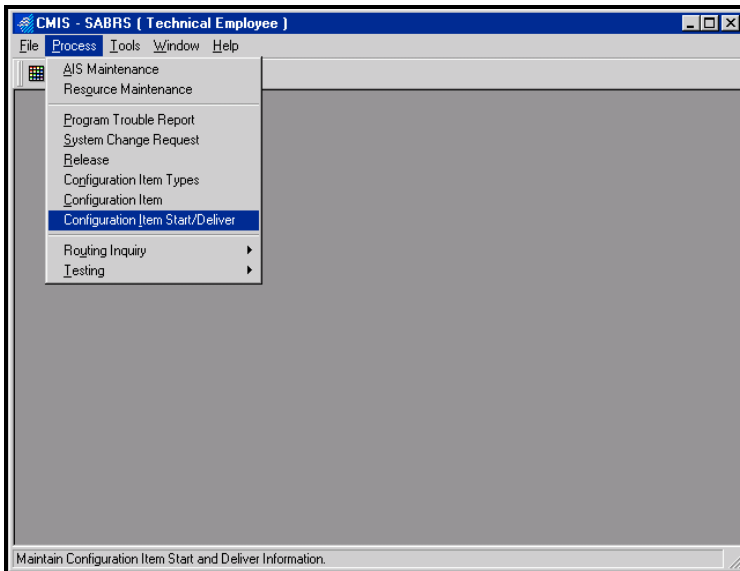 CMIS - SABRS ( Technical Employee )
File Process Tools Window Help
AIS Maintenance
Resource Maintenance
Program Trouble Report
System Change Request
Release
Configuration Item Types
Configuration Item
Configuration Item Start/Deliver
Routing Inquiry
Testing
Maintain Configuration Item Start and Deliver Information.